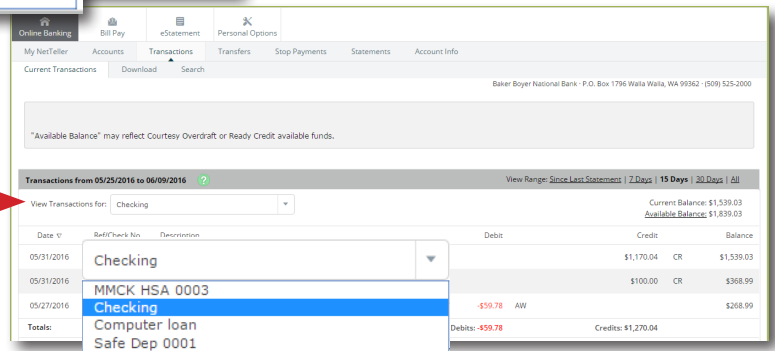 Online Banking Bill Pay eStatement Personal Options
My NetTeller Accounts Transactions Transfers Stop Payments Statements Account Info
Current Transactions Download Search
Baker Boyer National Bank - P.O. Box 1796 Walla Walla, WA 99362 - (509) 525-2000
"Available Balance" may reflect Courtesy Overdraft or Ready Credit available funds.
Transactions from 05/25/2016 to 06/09/2016 ? View Range: Since Last Statement | 7 Days | 15 Days | 30 Days | All
View Transactions for: Checking Current Balance: $1,539.03
Available Balance: $1,839.03
Date Ref/Check No Description Debit Credit Balance
05/31/2016 $1,170.04 CR $1,539.03
Checking
05/31/2016 $100.00 CR $368.99
MMCK HSA 0003
Checking
05/27/2016 -$59.78 AW $268.99
Computer loan
Totals: Debits: -$59.78 Credits: $1,270.04
Safe Dep 0001